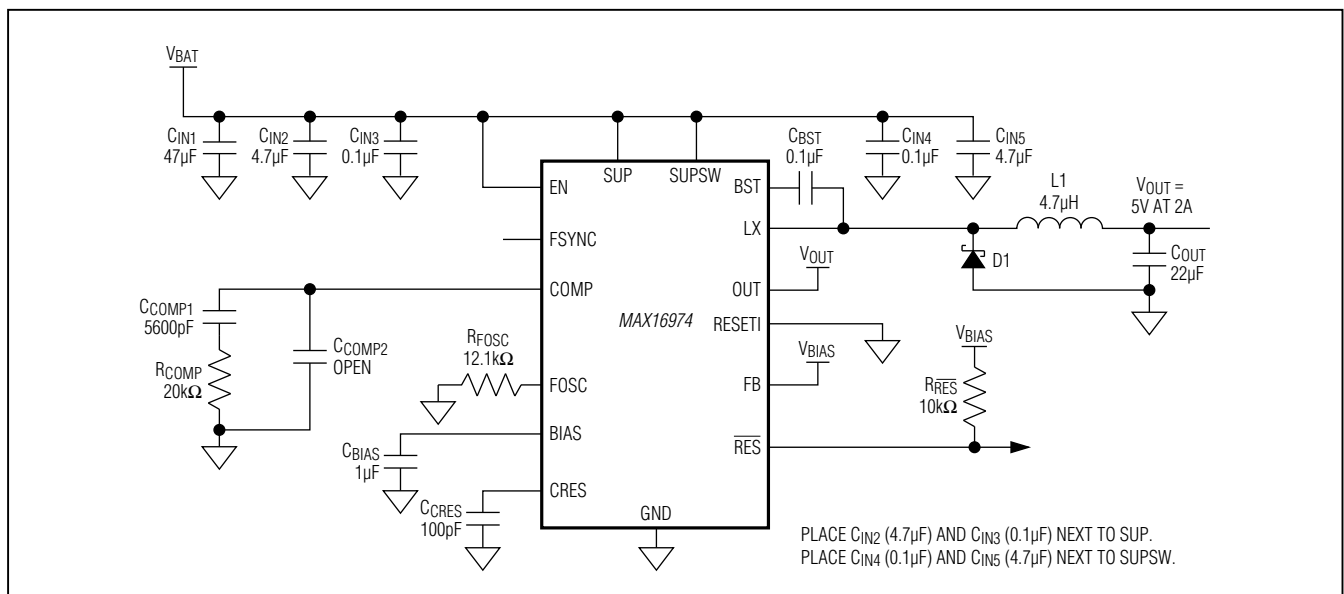 VBAT
CIN1
47µF
CIN2
4.7µF
CIN3
0.1µF
CBST
0.1µF
CIN4
0.1µF
CIN5
4.7µF
SUP
SUPSW
EN
BST
L1
4.7µH
VOUT =
5V AT 2A
LX
FSYNC
D1
COUT
22µF
VOUT
COMP
OUT
CCOMP1
5600pF
MAX16974
RESETI
CCOMP2
OPEN
RFOSC
12.1kΩ
VBIAS
VBIAS
RCOMP
20kΩ
FOSC
FB
RRES
10kΩ
BIAS
RES
CBIAS
1µF
CRES
CCRES
100pF
GND
PLACE CIN2 (4.7µF) AND CIN3 (0.1µF) NEXT TO SUP.
PLACE CIN4 (0.1µF) AND CIN5 (4.7µF) NEXT TO SUPSW.